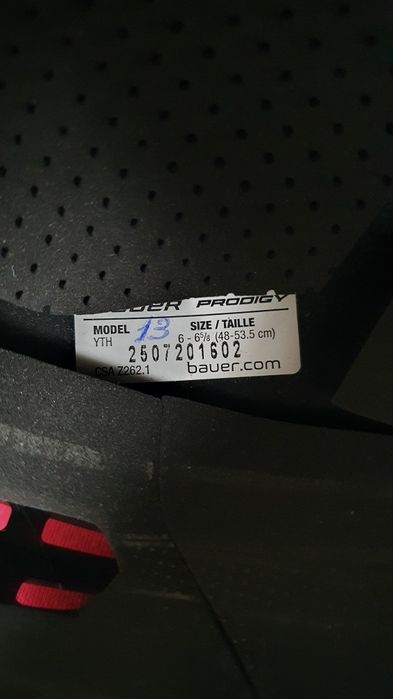 BAUER PRODIGY
MODEL 13 SIZE / TAILLE
YTH 6 - 6⅝ (48-53.5 cm)
2507201602
CSA Z262.1 bauer.com